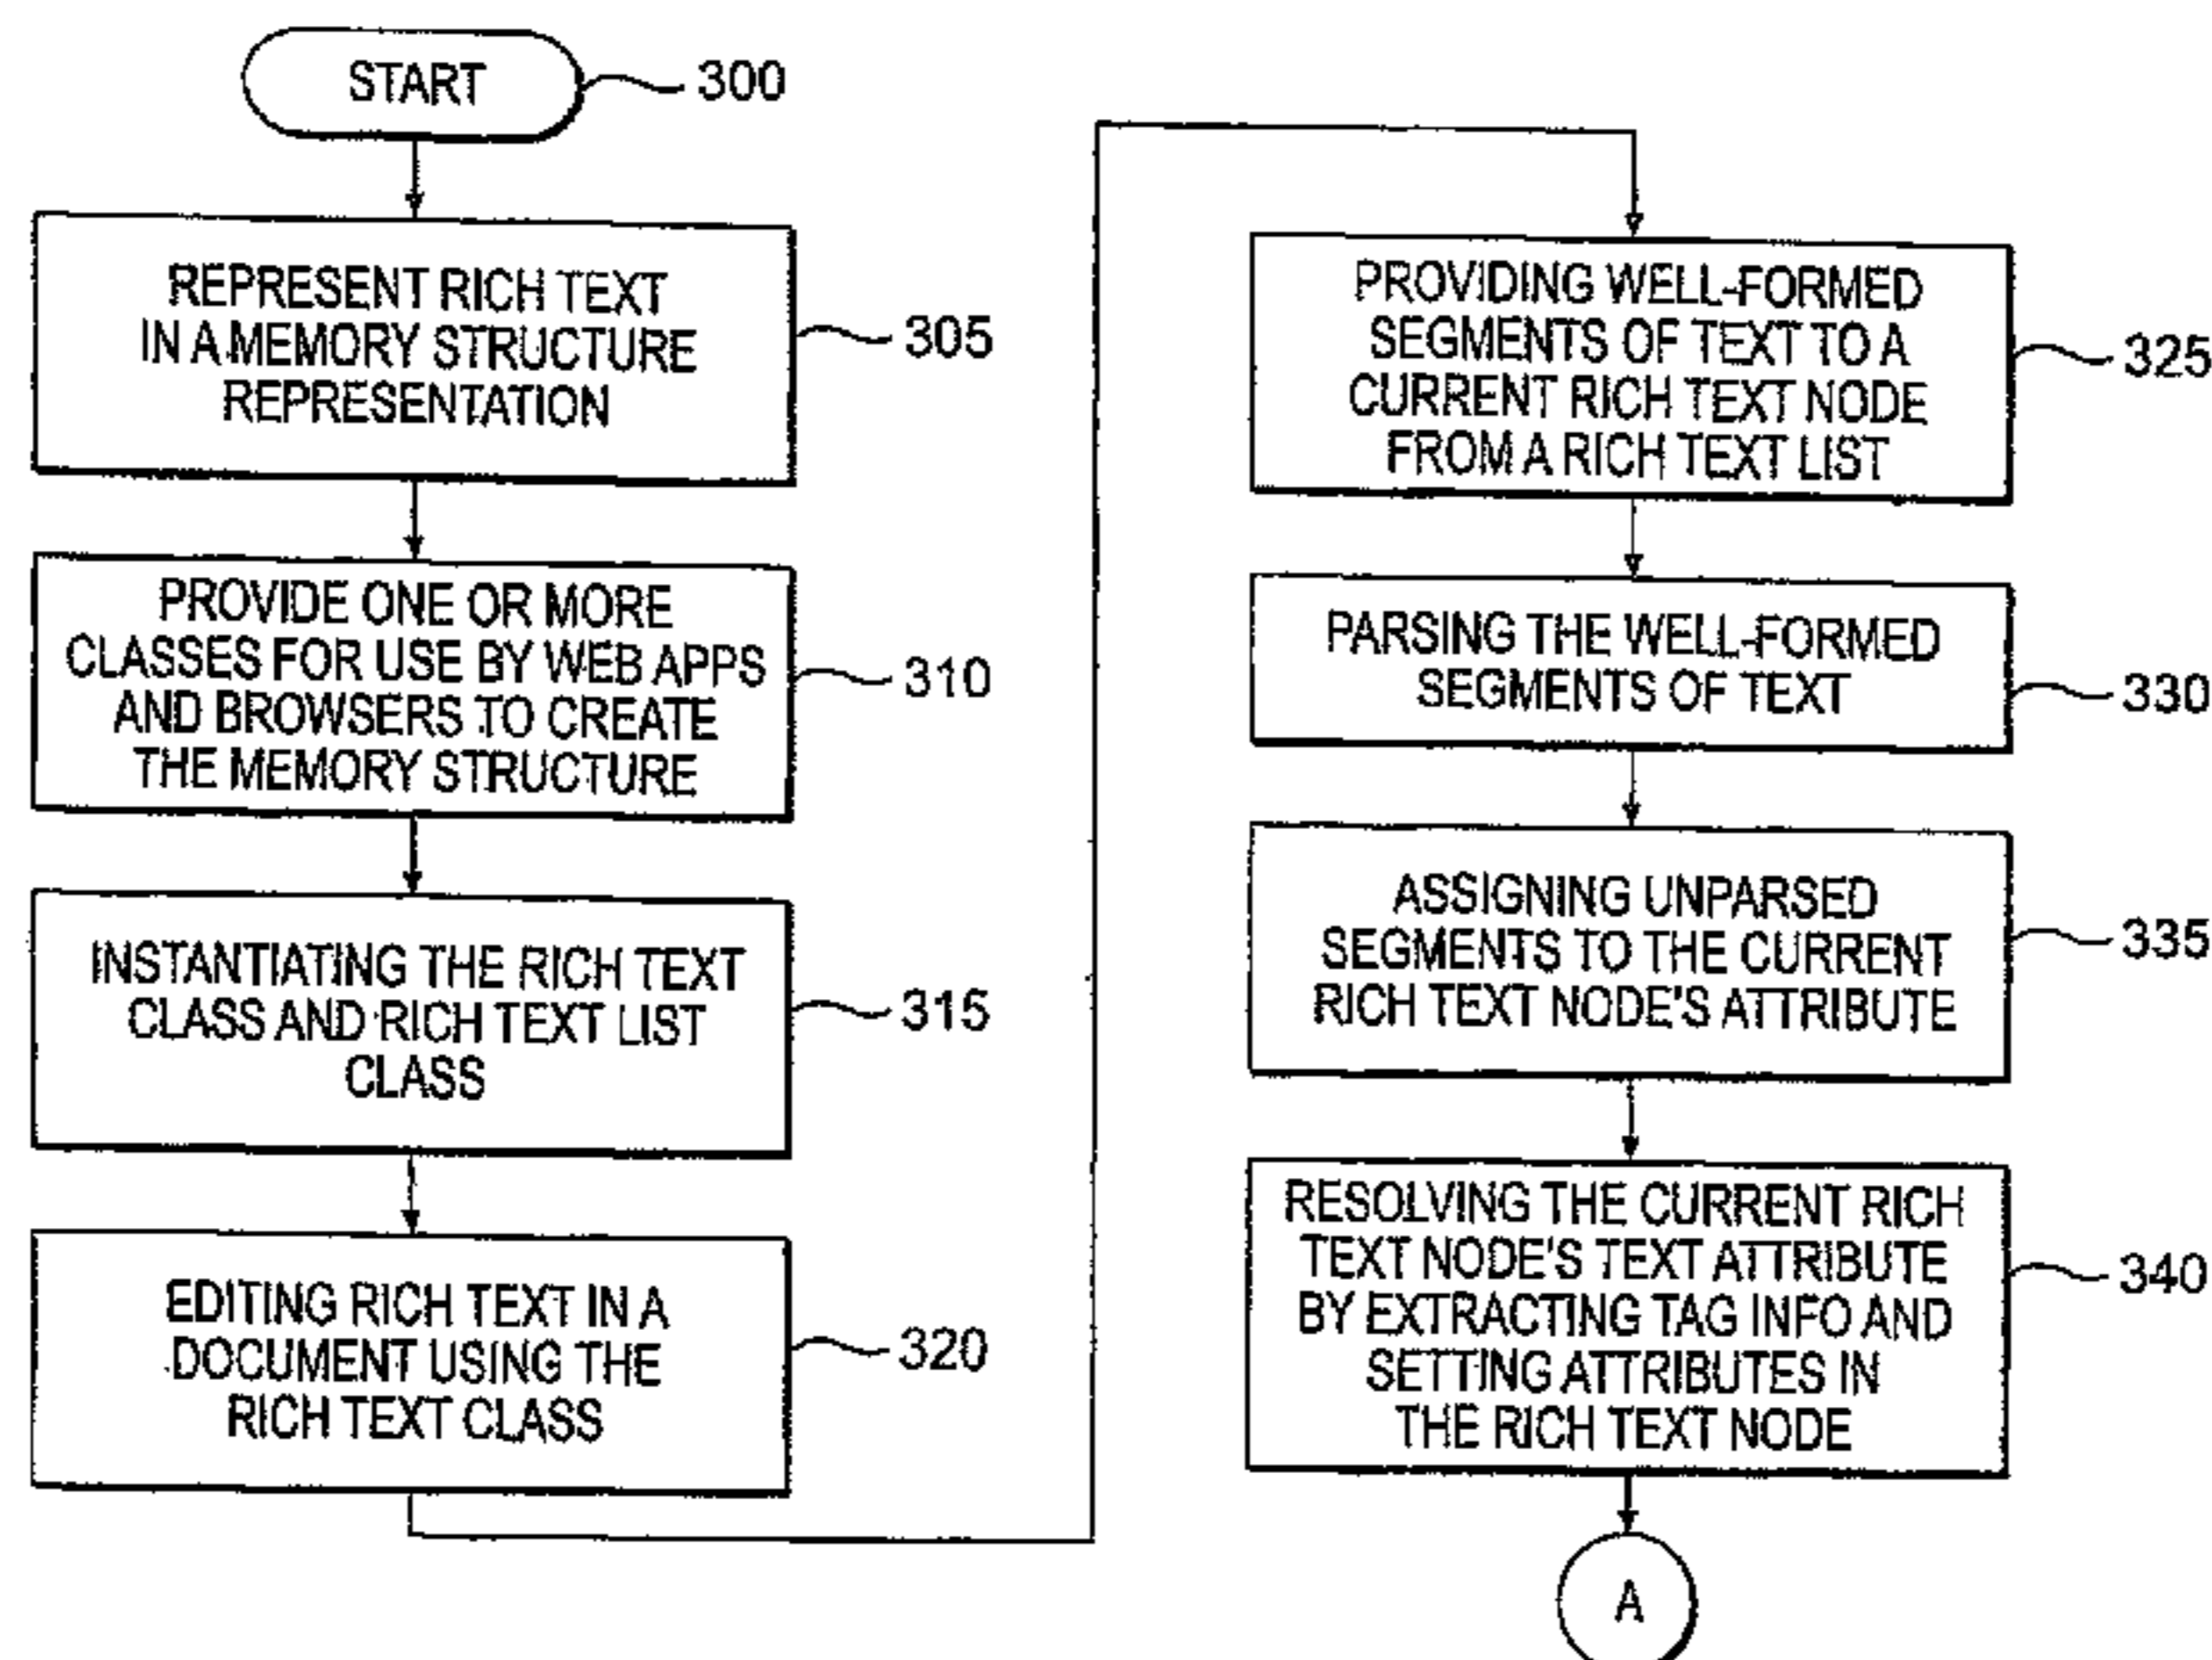 START
300
REPRESENT RICH TEXT
IN A MEMORY STRUCTURE
REPRESENTATION
305
PROVIDE ONE OR MORE
CLASSES FOR USE BY WEB APPS
AND BROWSERS TO CREATE
THE MEMORY STRUCTURE
310
INSTANTIATING THE RICH TEXT
CLASS AND RICH TEXT LIST
CLASS
315
EDITING RICH TEXT IN A
DOCUMENT USING THE
RICH TEXT CLASS
320
PROVIDING WELL-FORMED
SEGMENTS OF TEXT TO A
CURRENT RICH TEXT NODE
FROM A RICH TEXT LIST
325
PARSING THE WELL-FORMED
SEGMENTS OF TEXT
330
ASSIGNING UNPARSED
SEGMENTS TO THE CURRENT
RICH TEXT NODE'S ATTRIBUTE
335
RESOLVING THE CURRENT RICH
TEXT NODE'S TEXT ATTRIBUTE
BY EXTRACTING TAG INFO AND
SETTING ATTRIBUTES IN
THE RICH TEXT NODE
340
A